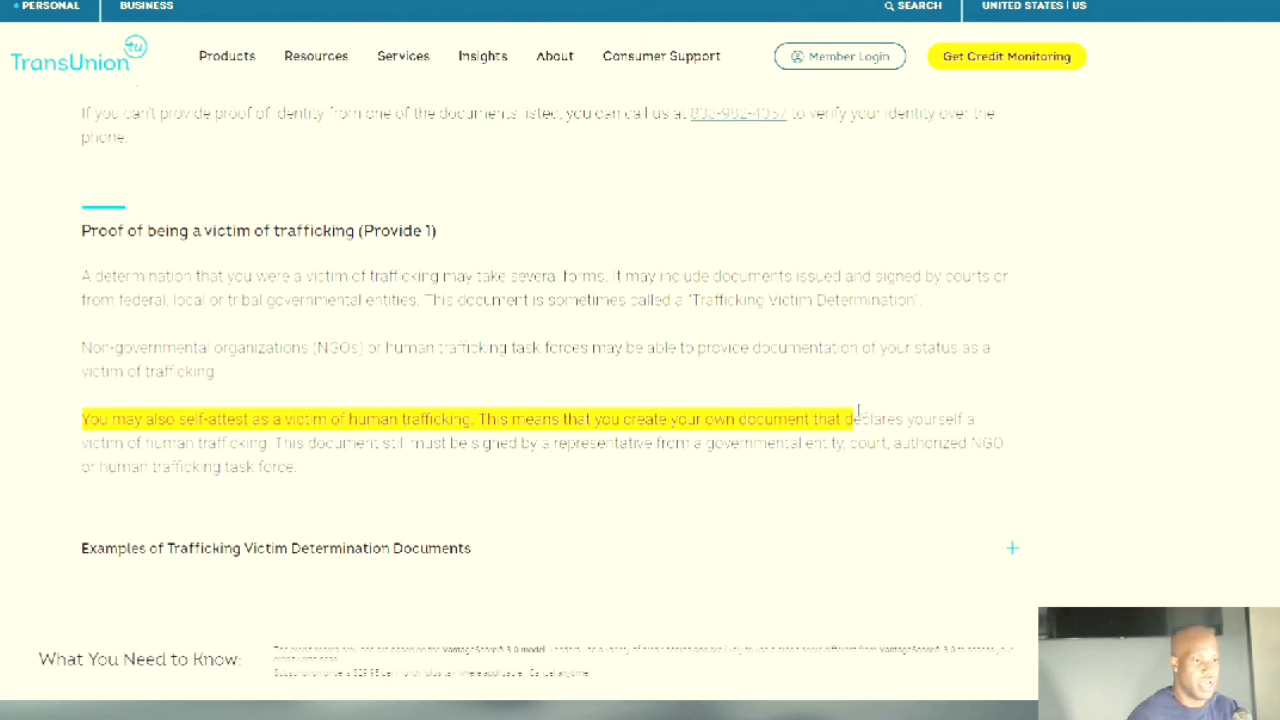 PERSONAL BUSINESS SEARCH UNITED STATES | US
TransUnion tu Products Resources Services Insights About Consumer Support Member Login Get Credit Monitoring
If you can't provide proof of identity from one of the documents listed, you can call us at to verify your identity over the
phone.
Proof of being a victim of trafficking (Provide 1)
A determination that you were a victim of trafficking may take several forms. It may include documents issued and signed by courts or
from federal, local or tribal governmental entities. This document is sometimes called a "Trafficking Victim Determination".
Non-governmental organizations (NGOs) or human trafficking task forces may be able to provide documentation of your status as a
victim of trafficking
You may also self-attest as a victim of human trafficking. This means that you create your own document that declares yourself a
victim of human trafficking. This document still must be signed by a representative from a governmental entity, court, authorized NGO
or human trafficking task force.
Examples of Trafficking Victim Determination Documents +
What You Need to Know:
VantageScore® 3.0 model